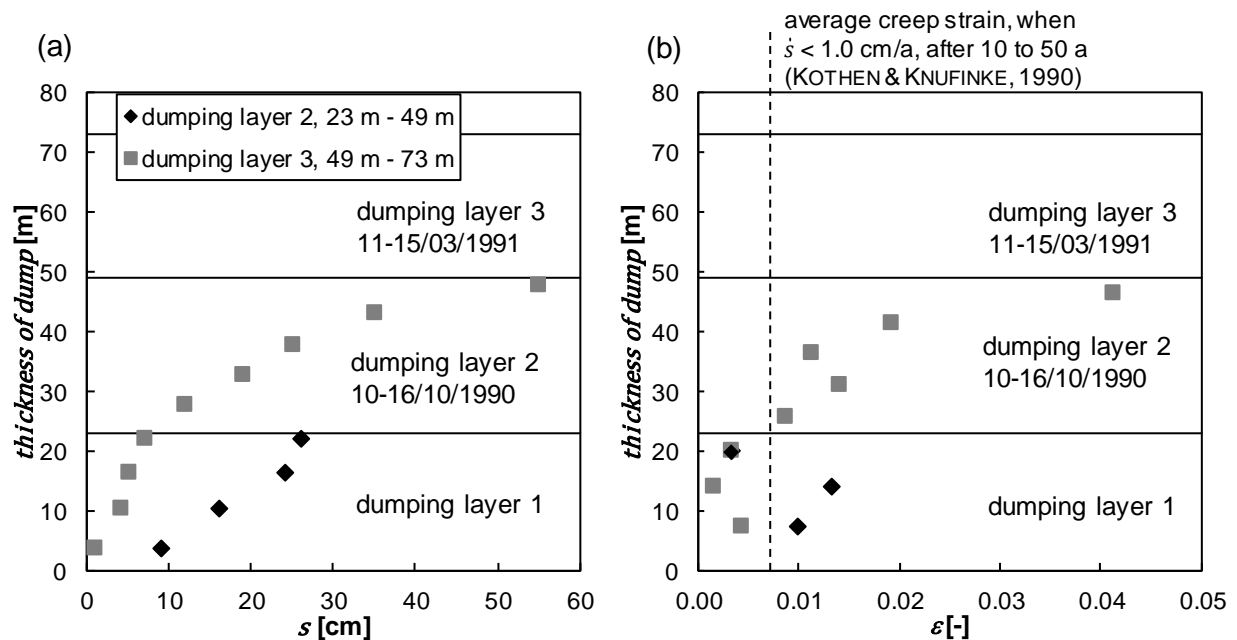 (a)
80
70
60
50
40
30
20
10
0
thickness of dump [m]
dumping layer 2, 23 m - 49 m
dumping layer 3, 49 m - 73 m
dumping layer 3
11-15/03/1991
dumping layer 2
10-16/10/1990
dumping layer 1
0 10 20 30 40 50 60
s [cm]
(b)
average creep strain, when
ṡ < 1.0 cm/a, after 10 to 50 a
(KOTHEN & KNUFINKE, 1990)
80
70
60
50
40
30
20
10
0
thickness of dump [m]
dumping layer 3
11-15/03/1991
dumping layer 2
10-16/10/1990
dumping layer 1
0.00 0.01 0.02 0.03 0.04 0.05
ε [-]